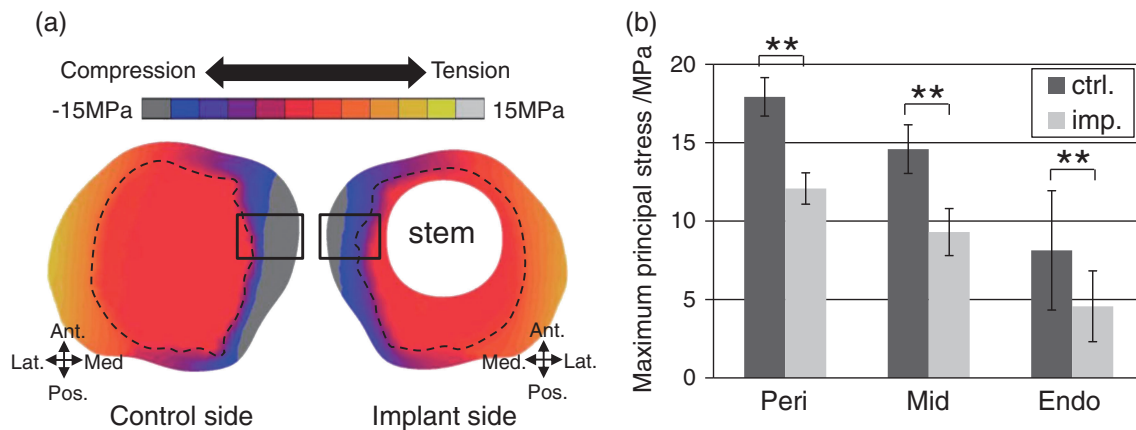 (a)
Compression
Tension
-15MPa
15MPa
stem
Ant.
Lat.
Med.
Pos.
Ant.
Med.
Lat.
Pos.
Control side
Implant side
(b)
Maximum principal stress /MPa
20
15
10
5
0
**
**
**
ctrl.
imp.
Peri
Mid
Endo